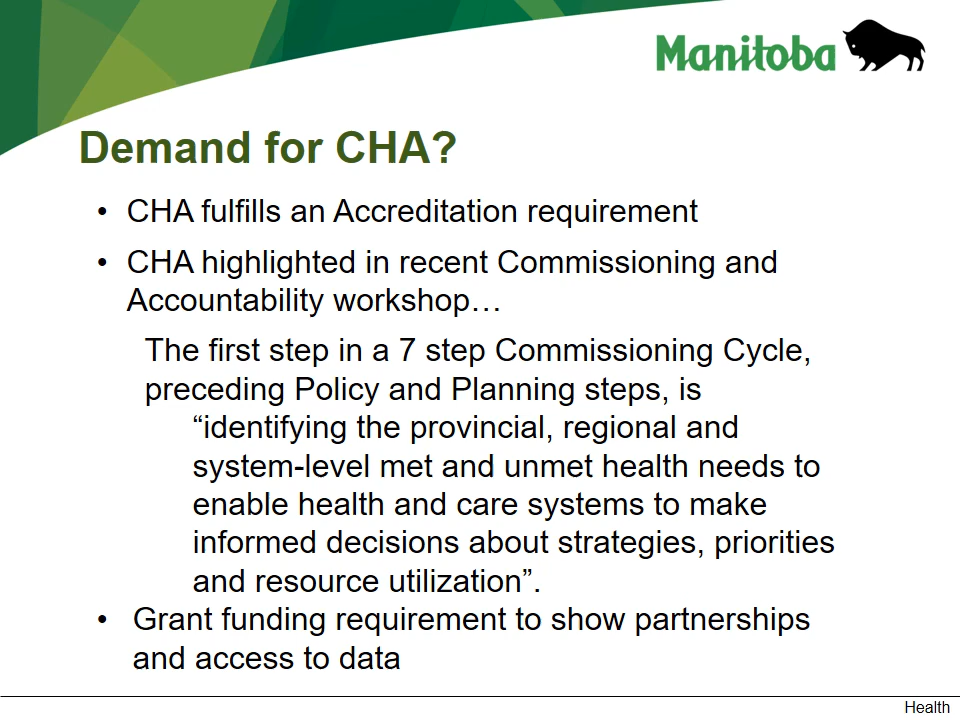 Manitoba
Demand for CHA?
• CHA fulfills an Accreditation requirement
• CHA highlighted in recent Commissioning and
Accountability workshop…
The first step in a 7 step Commissioning Cycle,
preceding Policy and Planning steps, is
“identifying the provincial, regional and
system-level met and unmet health needs to
enable health and care systems to make
informed decisions about strategies, priorities
and resource utilization”.
• Grant funding requirement to show partnerships
and access to data
Health